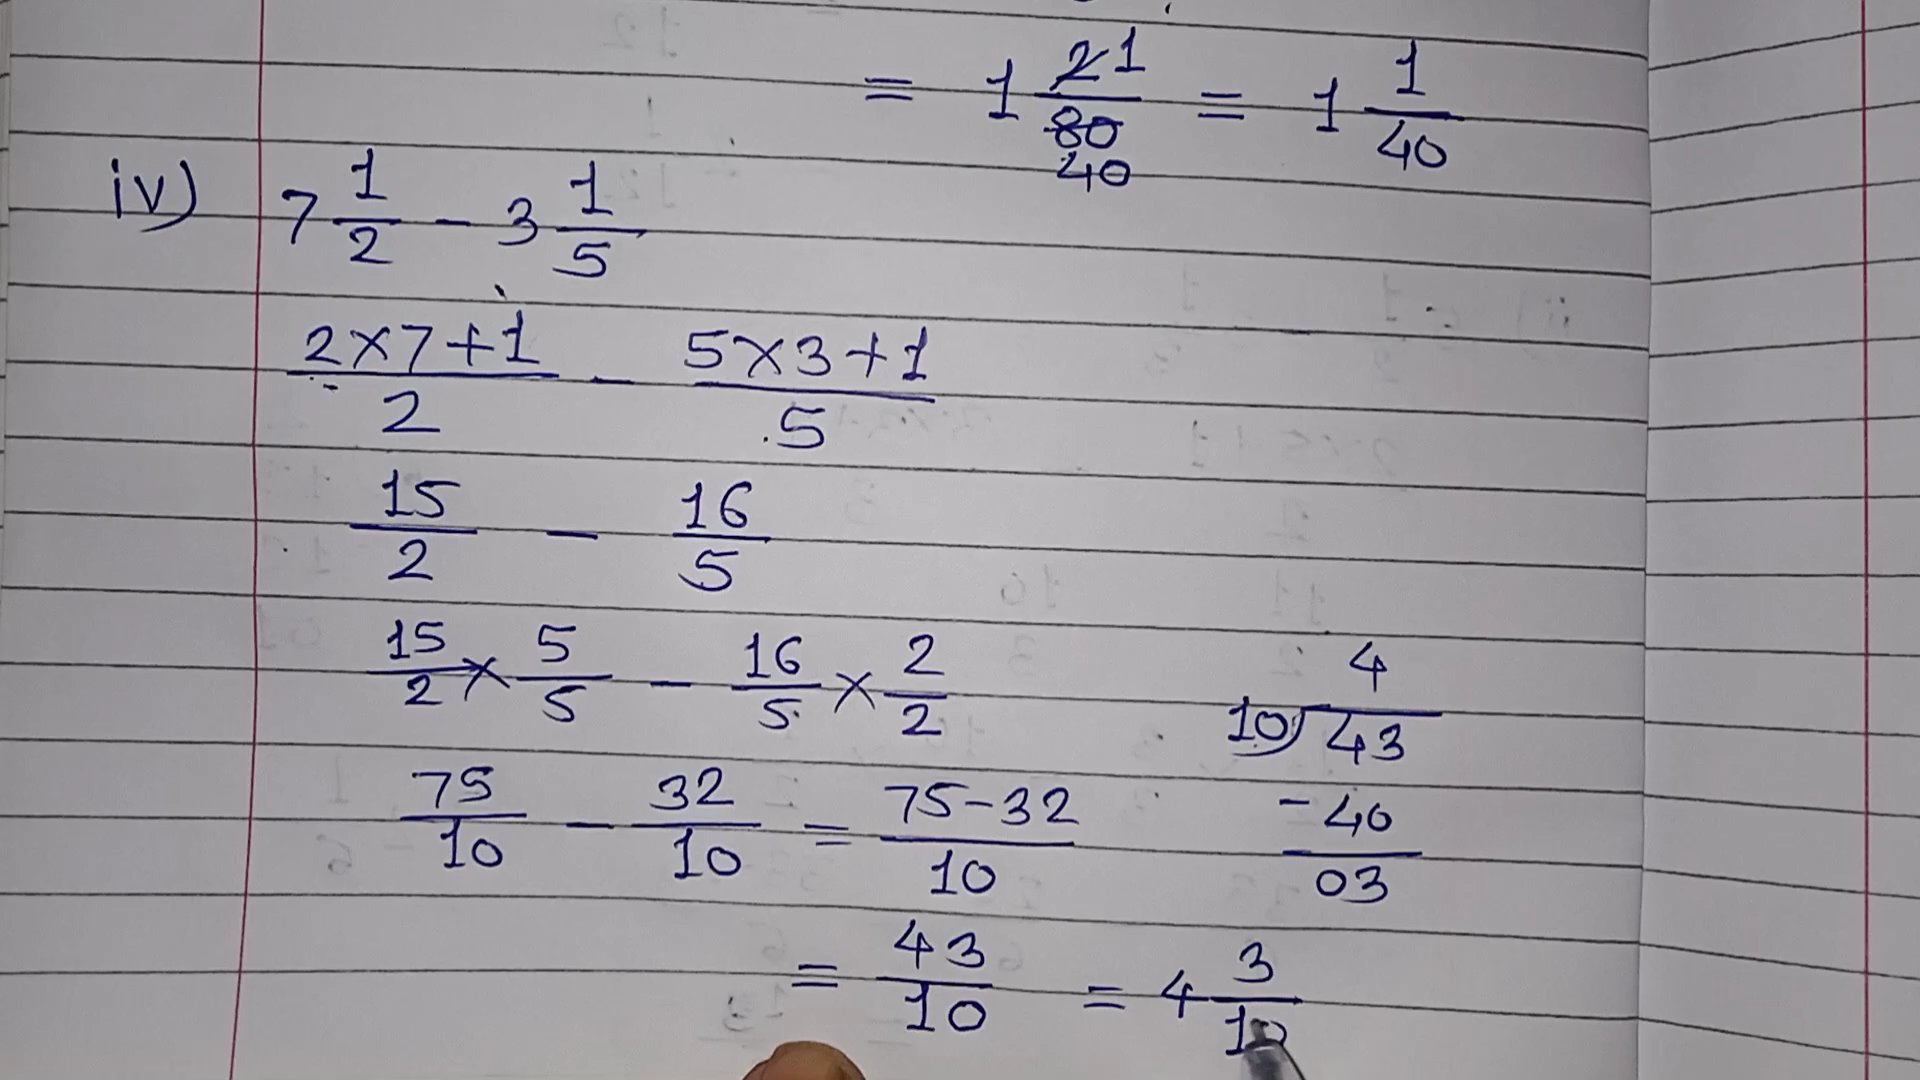 = 1 21/80 40 = 1 1/40
iv) 7 1/2 - 3 1/5
2×7+1/2 - 5×3+1/5
15/2 - 16/5
15/2 × 5/5 - 16/5 × 2/2
75/10 - 32/10 = 75-32/10
= 43/10 = 4 3/10
4
10)43
-40
03